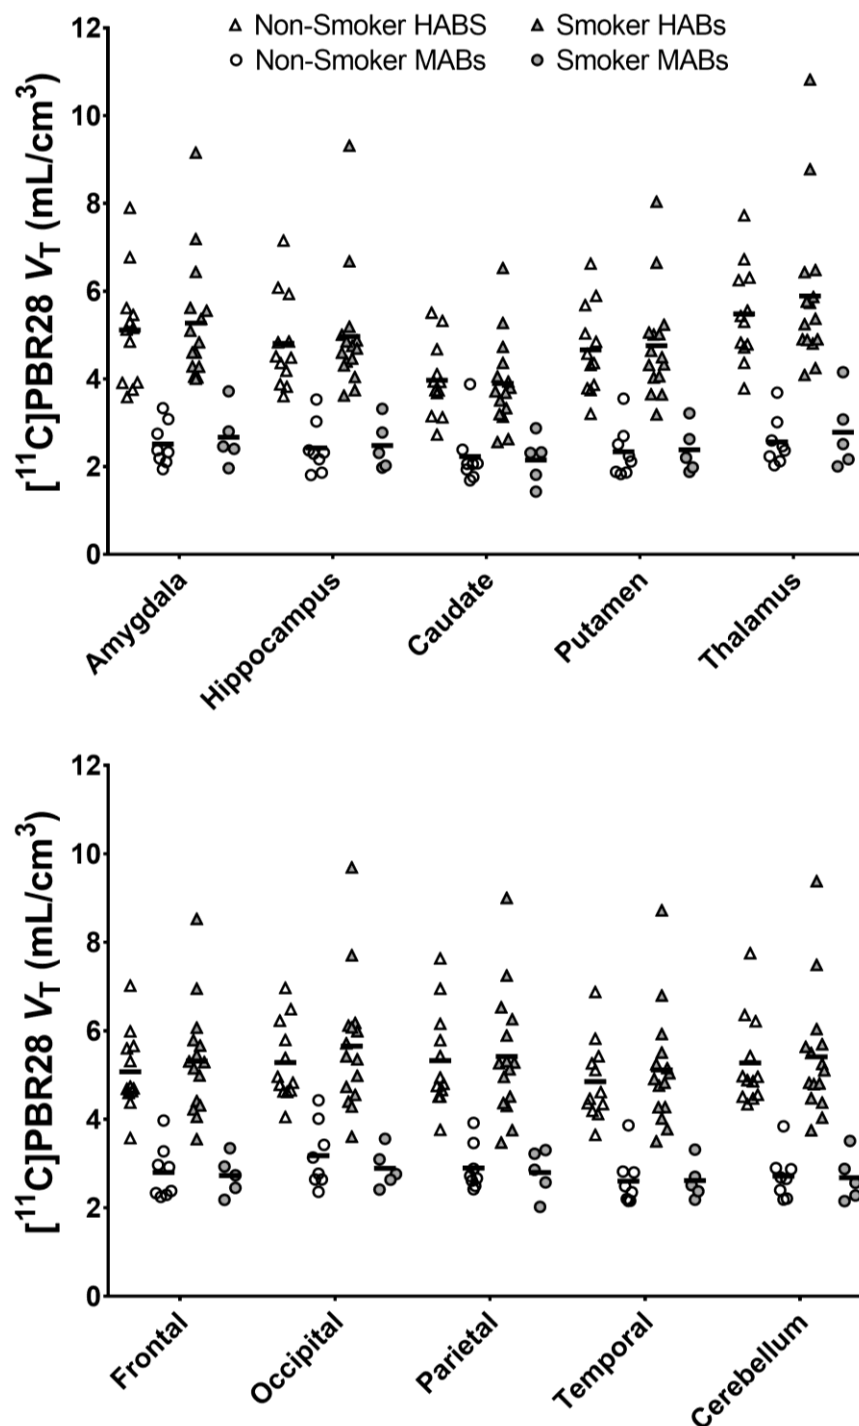 Non-Smoker HABS Smoker HABs
Non-Smoker MABs Smoker MABs
[¹¹C]PBR28 V_T (mL/cm³)
12
10
8
6
4
2
0
Amygdala
Hippocampus
Caudate
Putamen
Thalamus
[¹¹C]PBR28 V_T (mL/cm³)
12
10
8
6
4
2
0
Frontal
Occipital
Parietal
Temporal
Cerebellum